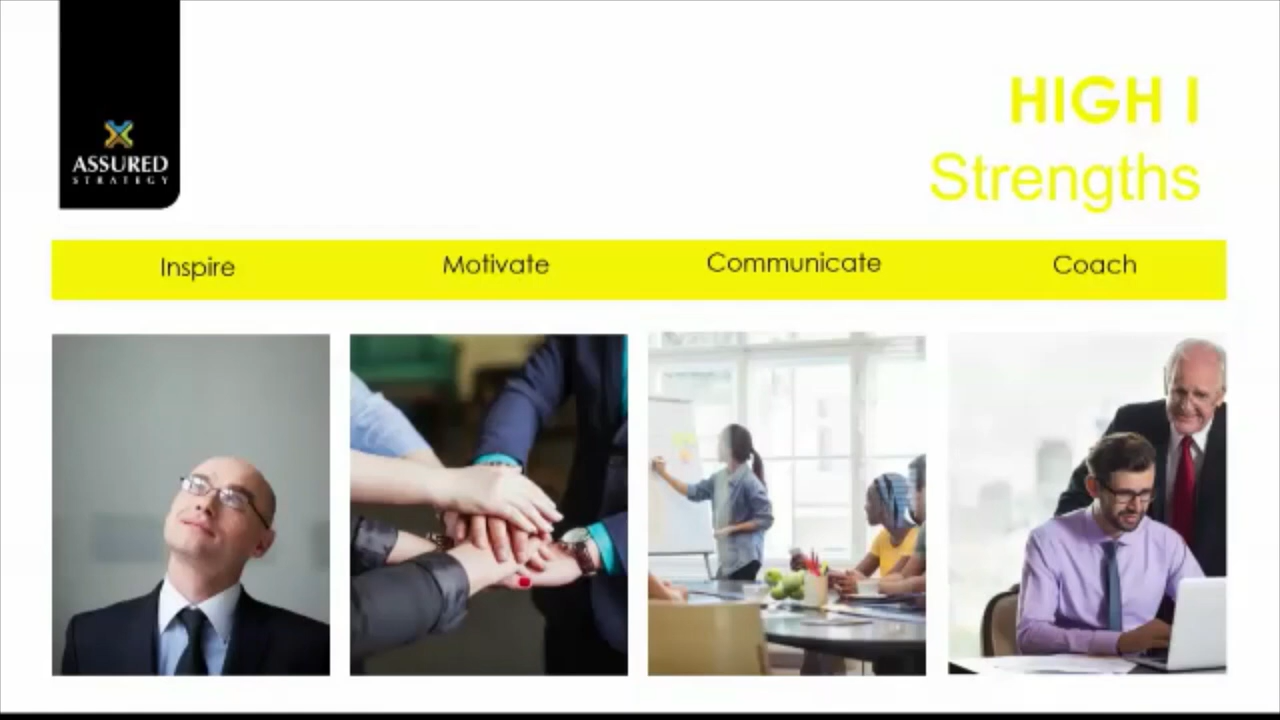 ASSURED
STRATEGY
HIGH I
Strengths
Inspire
Motivate
Communicate
Coach